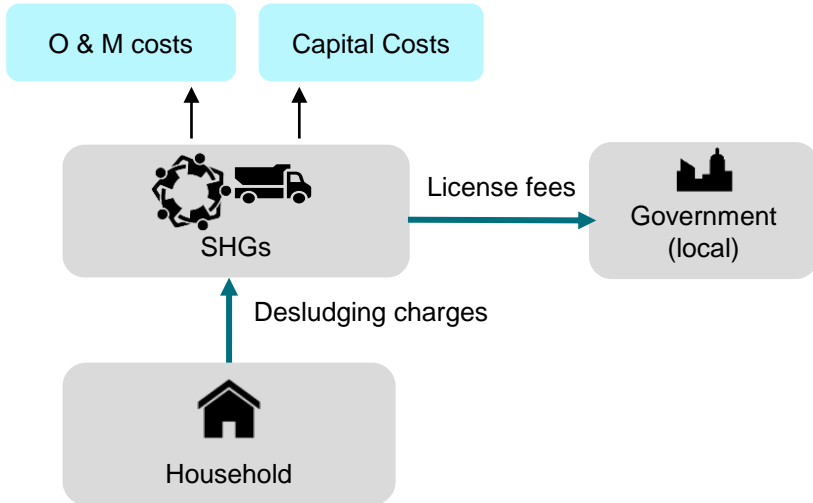 O & M costs
Capital Costs
SHGs
License fees
Government
(local)
Desludging charges
Household